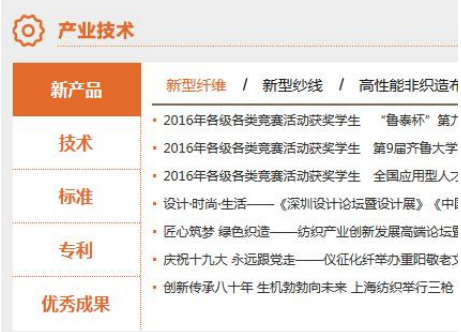 产业技术
新产品
技术
标准
专利
优秀成果
新型纤维 / 新型纱线 / 高性能非织造布
2016年各级各类竞赛活动获奖学生 “鲁泰杯”第九
2016年各级各类竞赛活动获奖学生 第9届齐鲁大学
2016年各级各类竞赛活动获奖学生 全国应用型人才
设计·时尚·生活——《深圳设计论坛暨设计展》《中国
匠心筑梦 绿色织造——纺织产业创新发展高端论坛暨
庆祝十九大 永远跟党走——仪征化纤举办重阳敬老文
创新传承八十年 生机勃勃向未来 上海纺织举行三枪